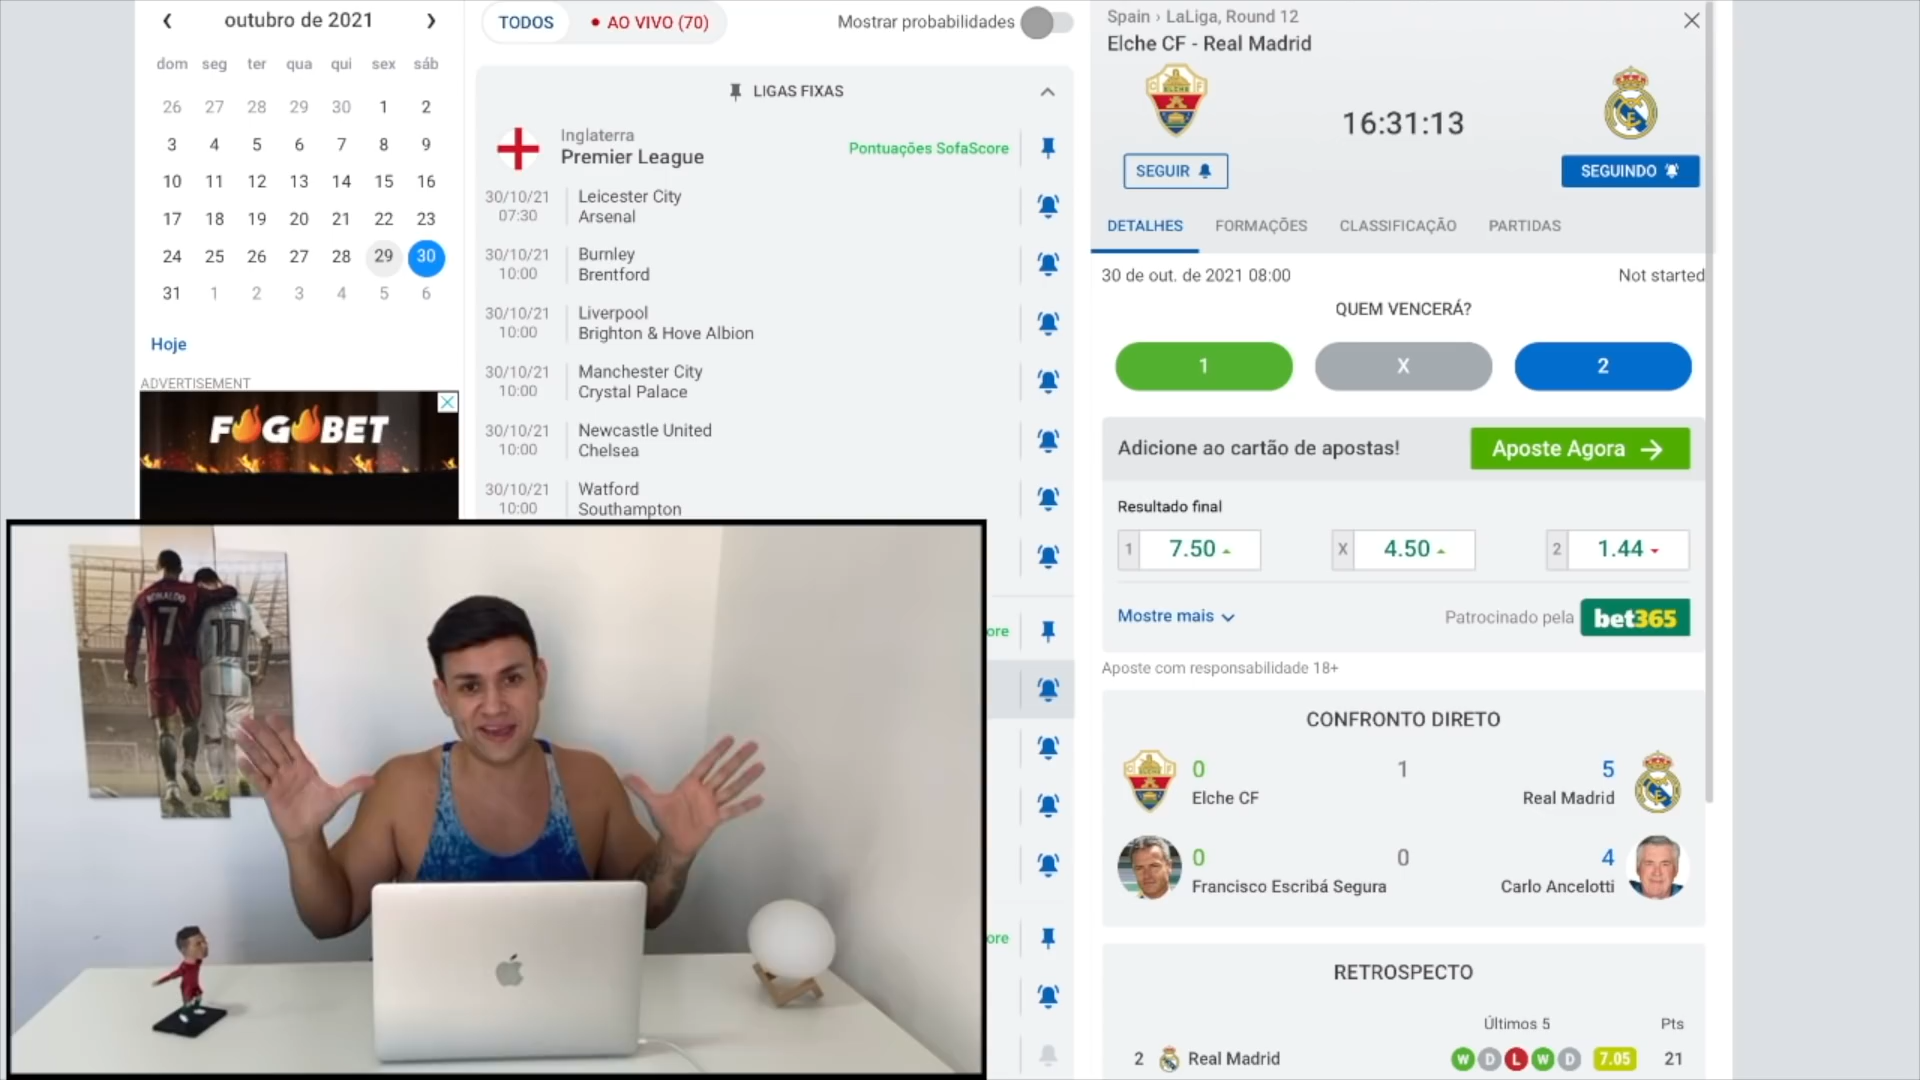 outubro de 2021
dom seg ter qua qui sex sáb
26 27 28 29 30 1 2
3 4 5 6 7 8 9
10 11 12 13 14 15 16
17 18 19 20 21 22 23
24 25 26 27 28 29 30
31 1 2 3 4 5 6
Hoje
ADVERTISEMENT
FOGOBET
TODOS
AO VIVO (70)
Mostrar probabilidades
LIGAS FIXAS
Inglaterra
Premier League
Pontuações SofaScore
30/10/21 Leicester City
07:30 Arsenal
30/10/21 Burnley
10:00 Brentford
30/10/21 Liverpool
10:00 Brighton & Hove Albion
30/10/21 Manchester City
10:00 Crystal Palace
30/10/21 Newcastle United
10:00 Chelsea
30/10/21 Watford
10:00 Southampton
ore
ore
RONALDO
7
10
Spain › LaLiga, Round 12
Elche CF - Real Madrid
16:31:13
SEGUIR
SEGUINDO
DETALHES FORMAÇÕES CLASSIFICAÇÃO PARTIDAS
30 de out. de 2021 08:00
Not started
QUEM VENCERÁ?
1 X 2
Adicione ao cartão de apostas!
Aposte Agora
Resultado final
1 7.50 X 4.50 2 1.44
Mostre mais
Patrocinado pela bet365
Aposte com responsabilidade 18+
CONFRONTO DIRETO
0 1 5
Elche CF Real Madrid
0 0 4
Francisco Escribá Segura Carlo Ancelotti
RETROSPECTO
Últimos 5 Pts
2 Real Madrid W D L W D 7.05 21